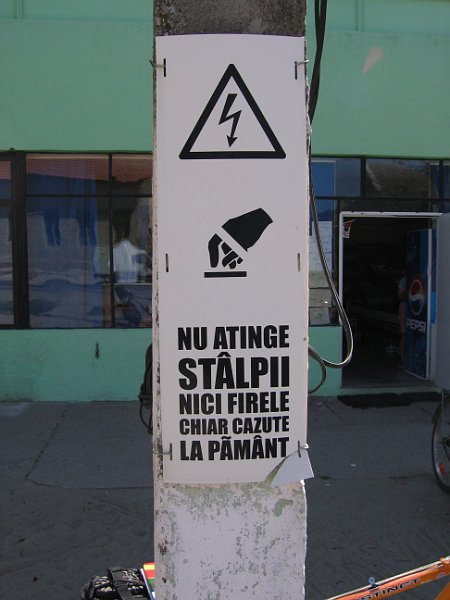 NU ATINGE
STÂLPII
NICI FIRELE
CHIAR CAZUTE
LA PÃMÂNT
PEPSI